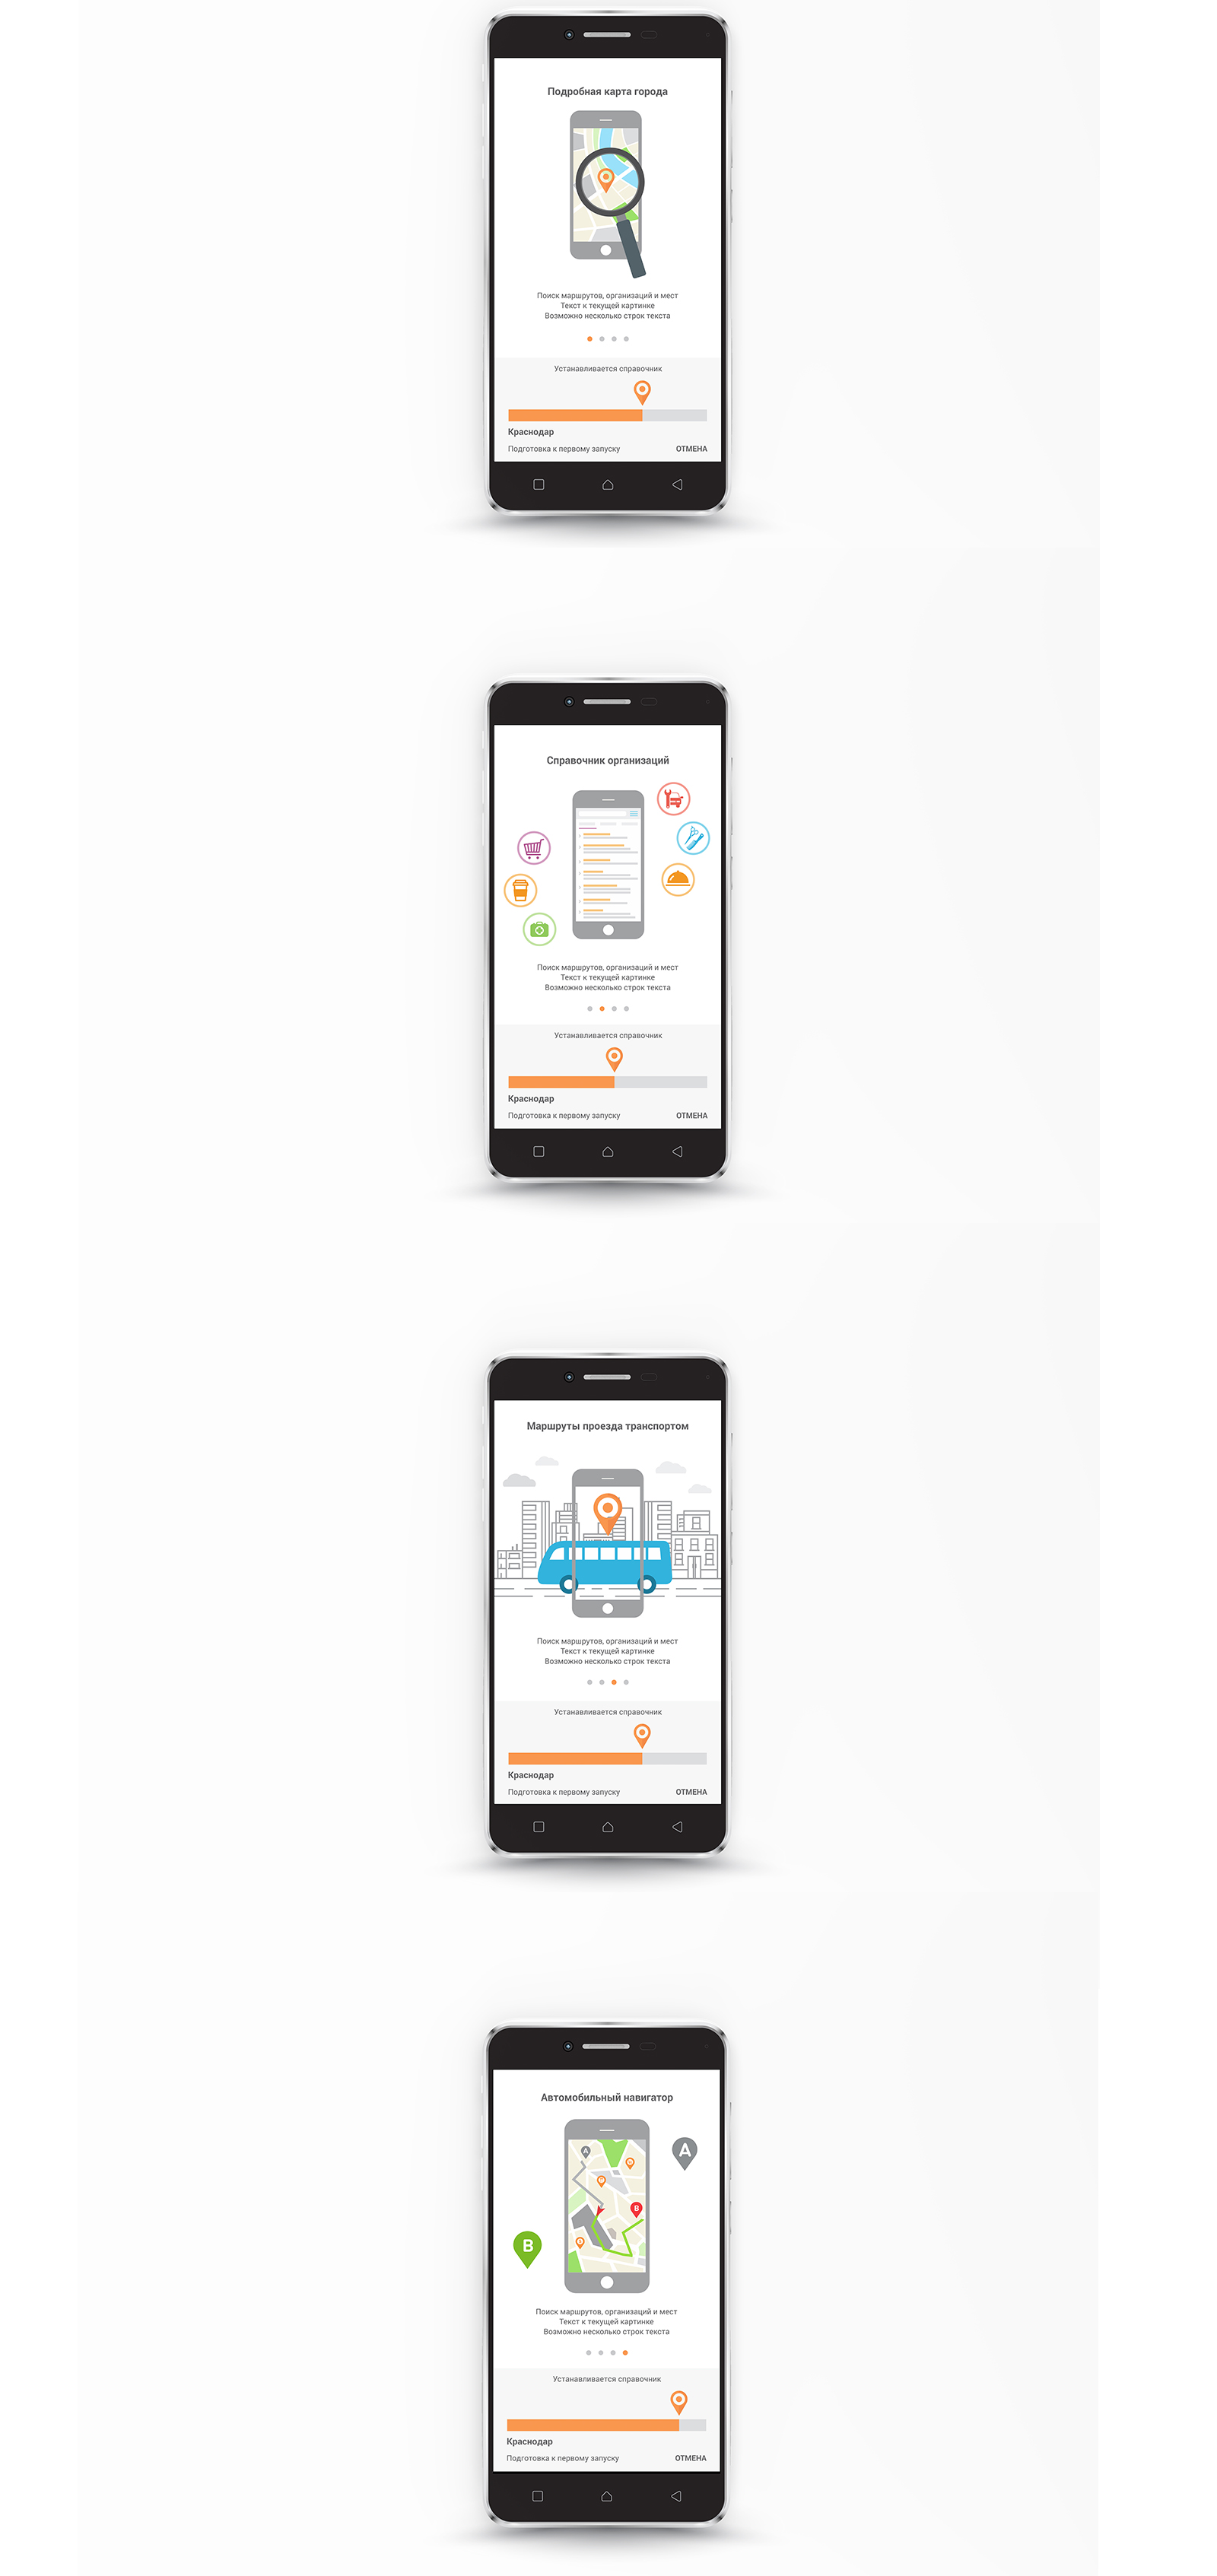 Подробная карта города
Поиск маршрутов, организаций и мест
Текст к текущей картинке
Возможно несколько строк текста
Устанавливается справочник
Краснодар
Подготовка к первому запуску ОТМЕНА
Справочник организаций
Поиск маршрутов, организаций и мест
Текст к текущей картинке
Возможно несколько строк текста
Устанавливается справочник
Краснодар
Подготовка к первому запуску ОТМЕНА
Маршруты проезда транспортом
Поиск маршрутов, организаций и мест
Текст к текущей картинке
Возможно несколько строк текста
Устанавливается справочник
Краснодар
Подготовка к первому запуску ОТМЕНА
Автомобильный навигатор
A
A
B
B
Поиск маршрутов, организаций и мест
Текст к текущей картинке
Возможно несколько строк текста
Устанавливается справочник
Краснодар
Подготовка к первому запуску ОТМЕНА